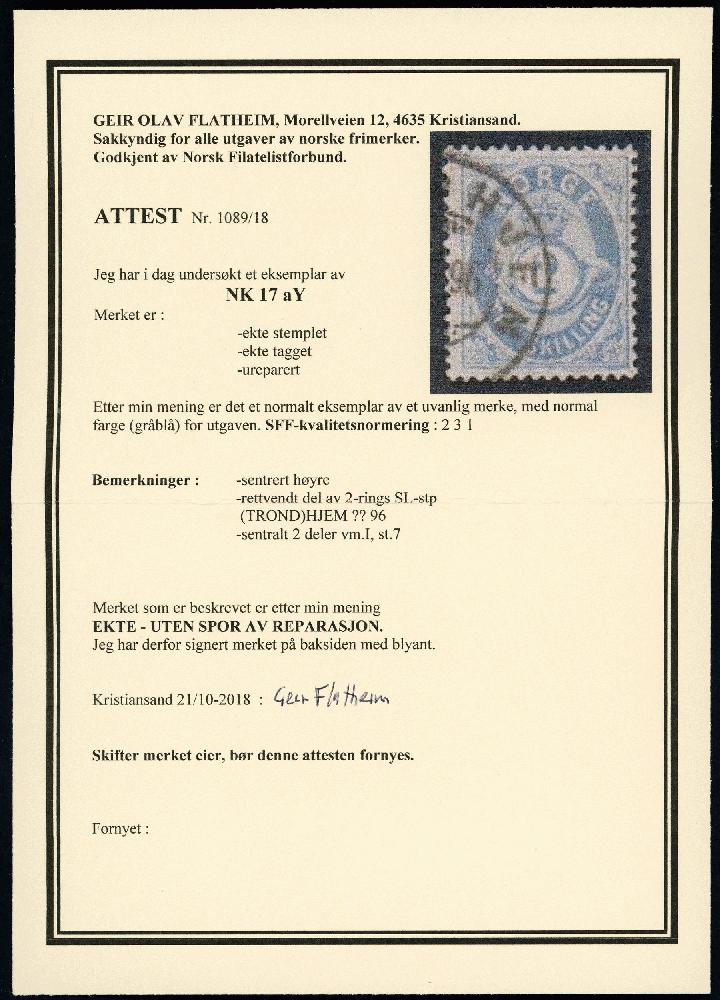 GEIR OLAV FLATHEIM, Morellveien 12, 4635 Kristiansand.
Sakkyndig for alle utgaver av norske frimerker.
Godkjent av Norsk Filatelistforbund.
ATTEST Nr. 1089/18
Jeg har i dag undersøkt et eksemplar av
NK 17 aY
Merket er :
-ekte stemplet
-ekte tagget
-ureparert
NORGE
HJEM
96
SKILLING
Etter min mening er det et normalt eksemplar av et uvanlig merke, med normal
farge (gråblå) for utgaven. SFF-kvalitetsnormering : 2 3 1
Bemerkninger :
-sentrert høyre
-rettvendt del av 2-rings SL-stp
(TROND)HJEM ?? 96
-sentralt 2 deler vm.I, st.7
Merket som er beskrevet er etter min mening
EKTE - UTEN SPOR AV REPARASJON.
Jeg har derfor signert merket på baksiden med blyant.
Kristiansand 21/10-2018 : Geir Flatheim
Skifter merket eier, bør denne attesten fornyes.
Fornyet :